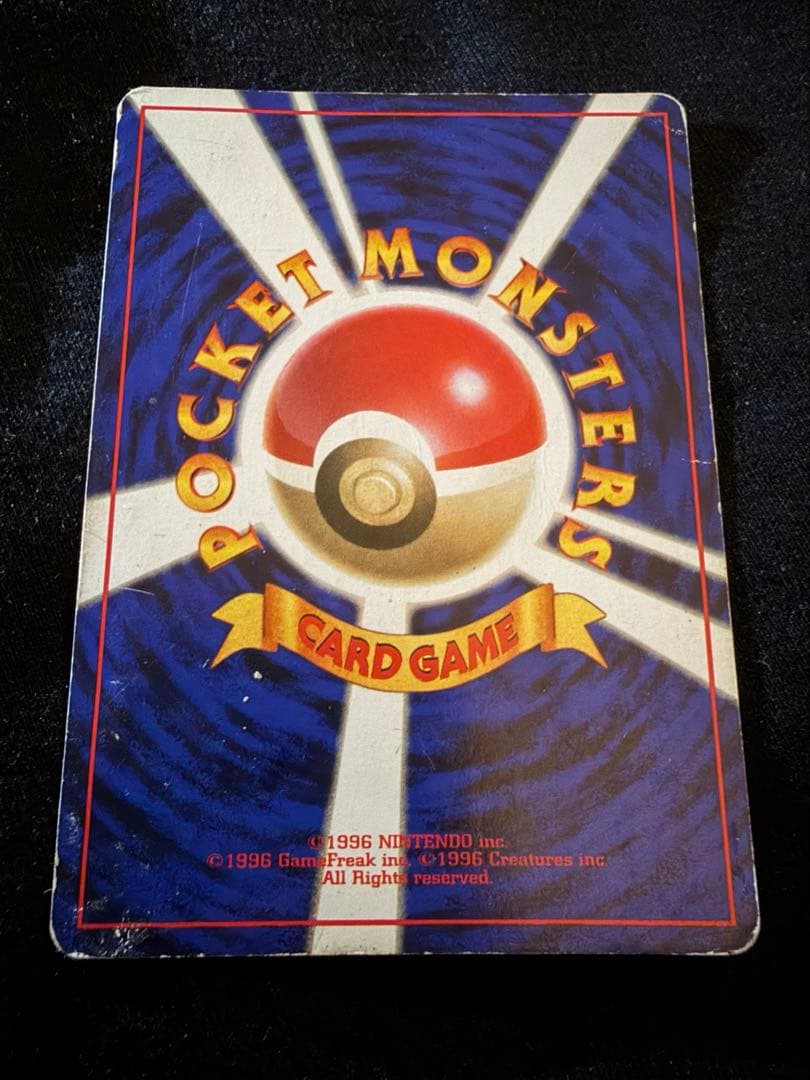 POCKET MONSTERS
CARD GAME
©1996 NINTENDO inc.
©1996 GameFreak inc. ©1996 Creatures inc.
All Rights reserved.